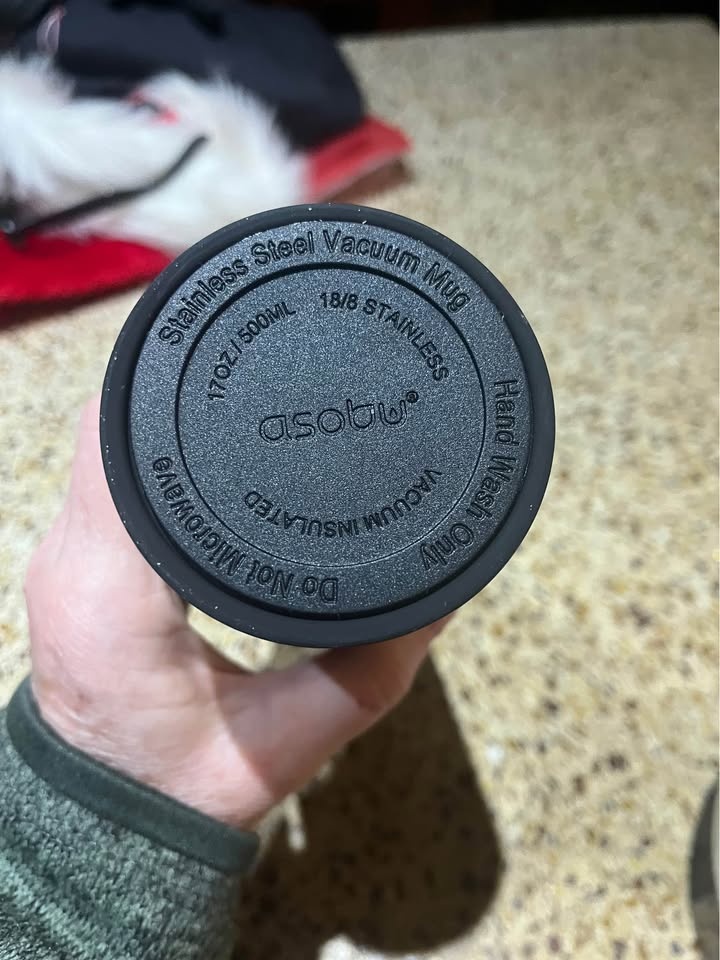 Stainless Steel Vacuum Mug
Hand Wash Only
Do Not Microwave
17OZ / 500ML
18/8 STAINLESS
asobu®
VACUUM INSULATED